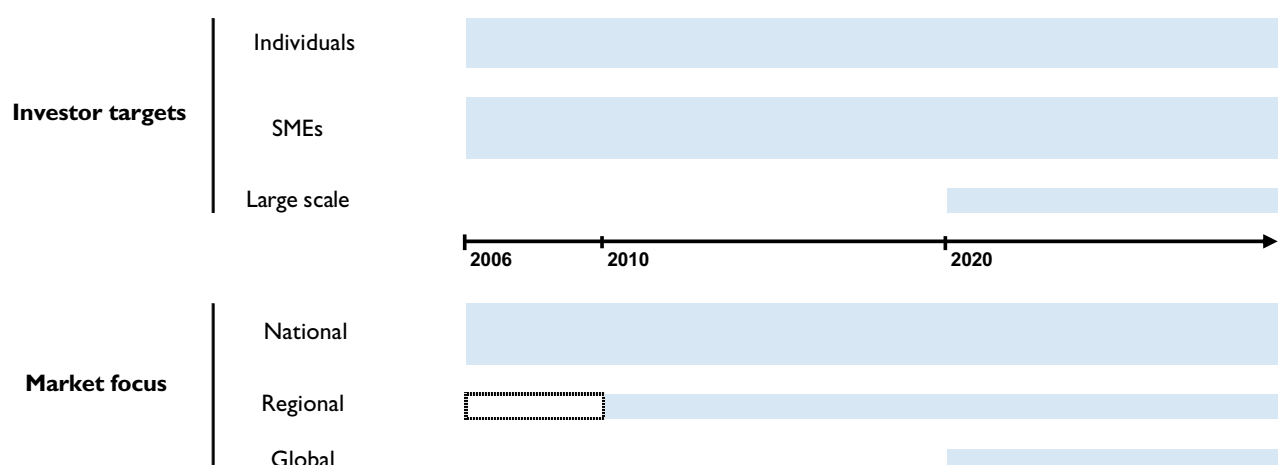 Individuals
Investor targets
SMEs
Large scale
2006 2010 2020
National
Market focus
Regional
Global